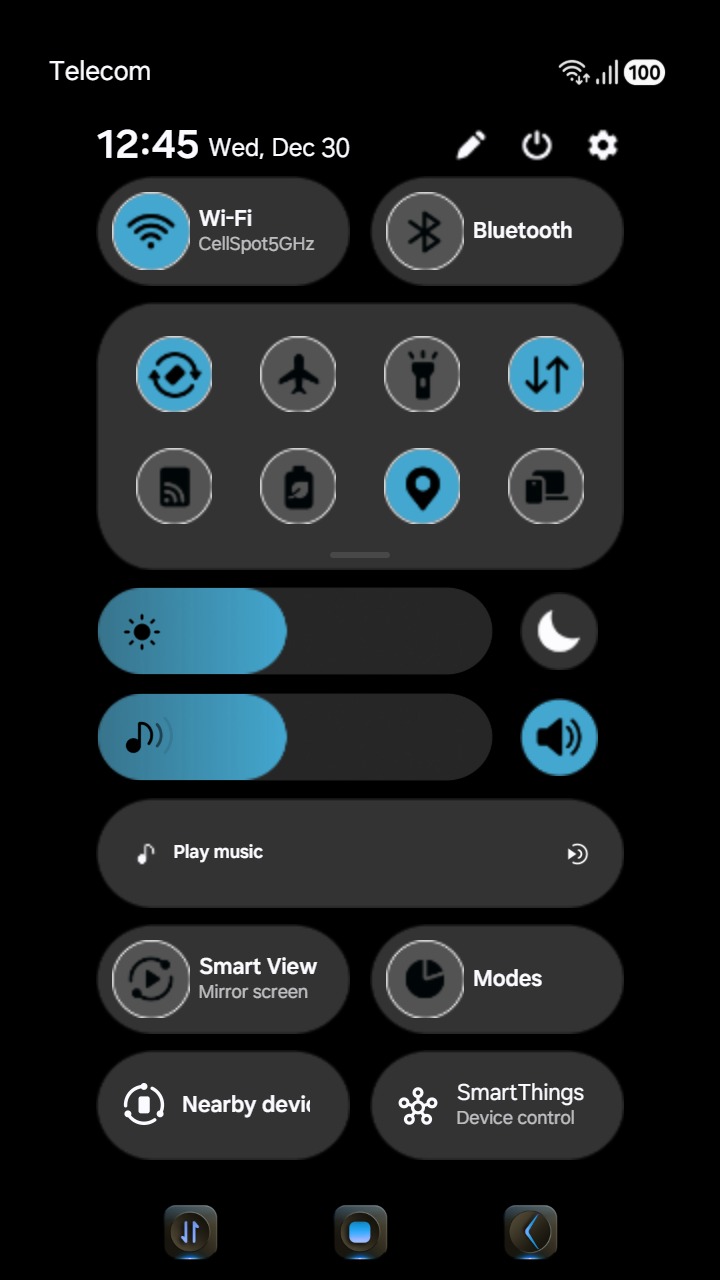 Telecom
100
12:45 Wed, Dec 30
Wi-Fi
CellSpot5GHz
Bluetooth
Play music
Smart View
Mirror screen
Modes
Nearby devi
SmartThings
Device control